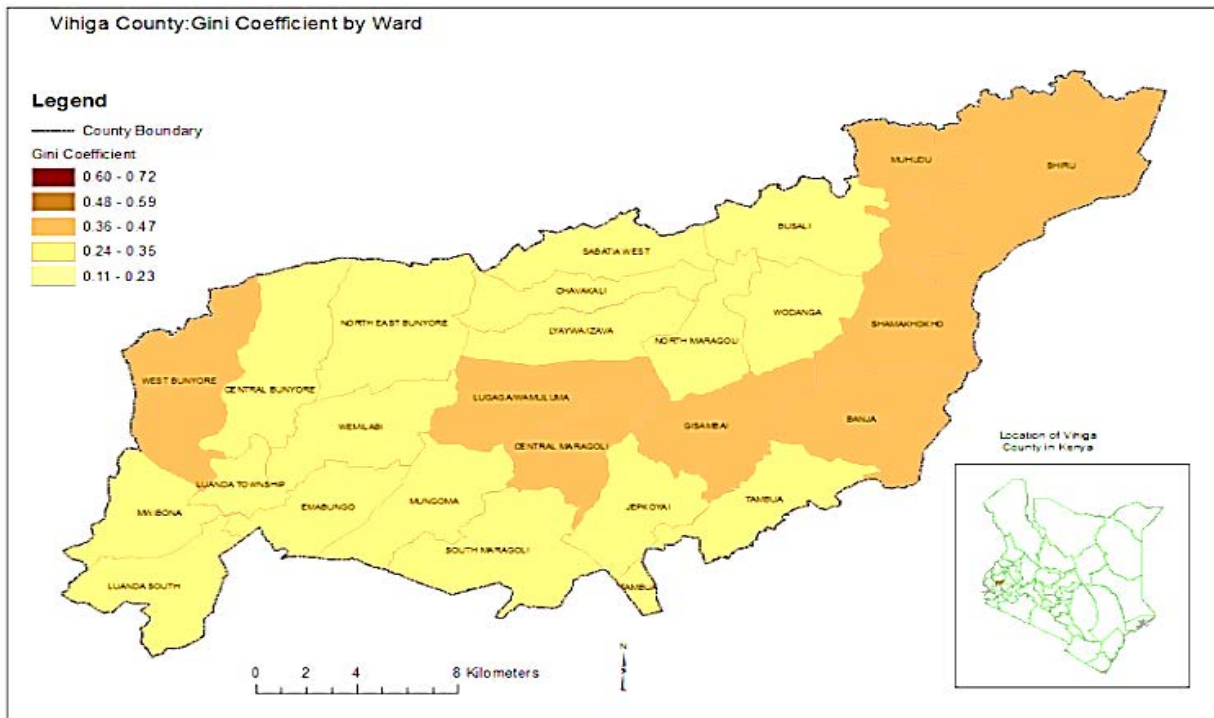 Vihiga County:Gini Coefficient by Ward
Legend
County Boundary
Gini Coefficient
0.60 - 0.72
0.48 - 0.59
0.36 - 0.47
0.24 - 0.35
0.11 - 0.23
MUHUDU
SHIRU
BUSALI
SABATIA WEST
CHAVAKALI
WODANGA
NORTH EAST BUNYORE
LYAYWA/IZAVA
SHAMAKHOKHO
NORTH MARAGOLI
WEST BUNYORE
CENTRAL BUNYORE
LUGAGA/WAMULUMA
BANJA
WEMILABI
GISAMBAI
CENTRAL MARAGOLI
LUANDA TOWNSHIP
MUNGOMA
TAMBUA
MWIBONA
EMABUNGO
JEPKOYAI
SOUTH MARAGOLI
LUANDA SOUTH
TAMBUA
Location of Vihiga
County in Kenya
0 2 4 8 Kilometers
N